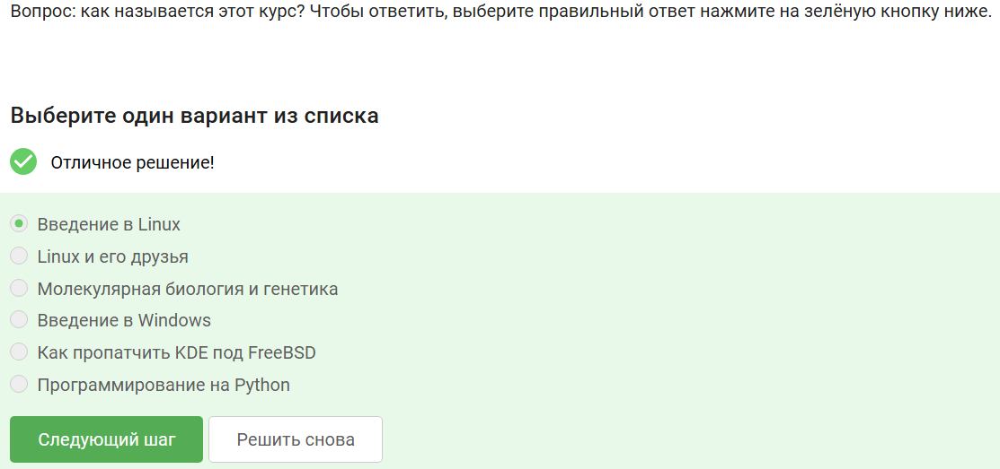 Вопрос: как называется этот курс? Чтобы ответить, выберите правильный ответ нажмите на зелёную кнопку ниже.
Выберите один вариант из списка
Отличное решение!
Введение в Linux
Linux и его друзья
Молекулярная биология и генетика
Введение в Windows
Как пропатчить KDE под FreeBSD
Программирование на Python
Следующий шаг
Решить снова